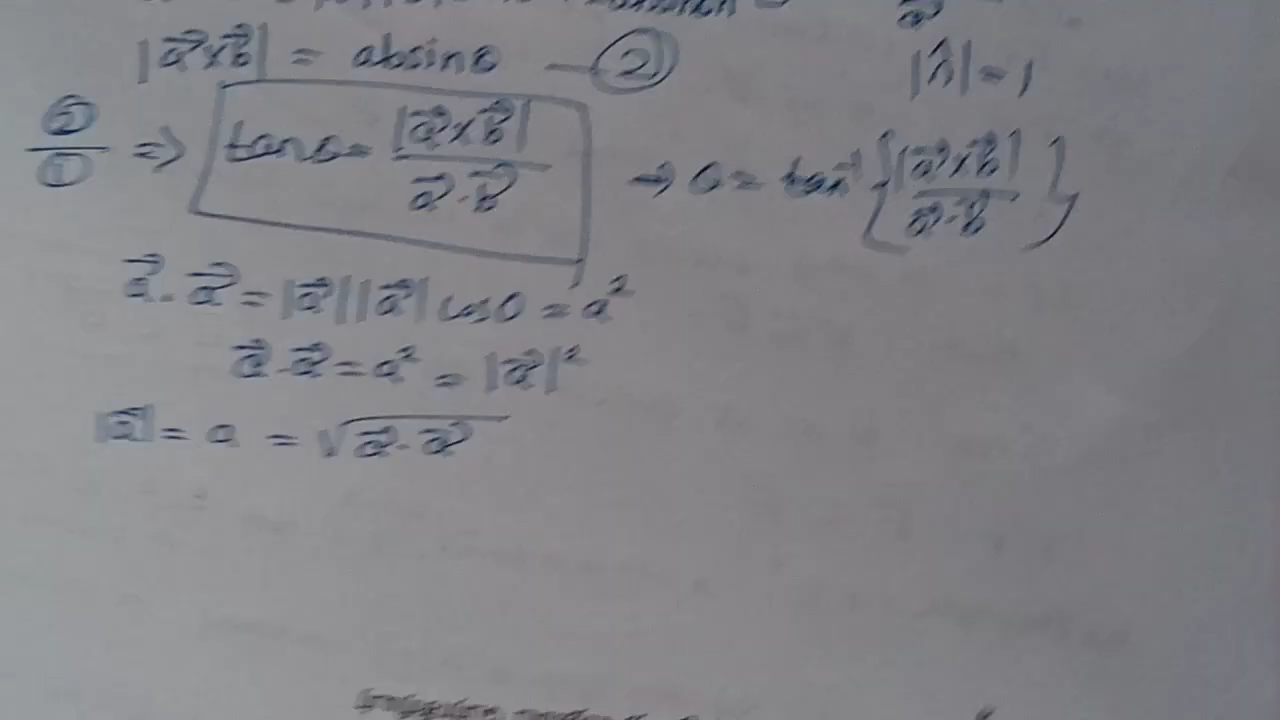 |a⃗×b⃗| = absinθ — ②
|n̂| = 1
②/① ⇒ tanθ = |a⃗×b⃗| / a⃗·b⃗ → θ = tan⁻¹ { |a⃗×b⃗| / a⃗·b⃗ }
a⃗·a⃗ = |a⃗||a⃗| cos0 = a²
a⃗·a⃗ = a² = |a⃗|²
|a⃗| = a = √a⃗·a⃗